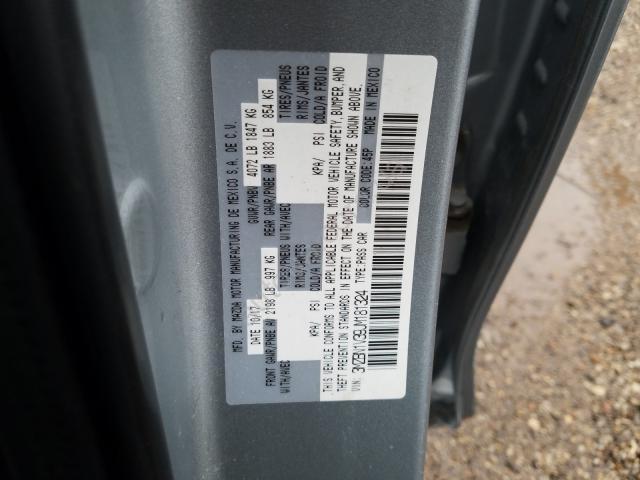 MFD. BY MAZDA MOTOR MANUFACTURING DE MEXICO S.A. DE C.V.
DATE 10/17 GVWR/PNBV 4072 LB 1847 KG
FRONT GAWR/PNBE AV 2198 LB 997 KG REAR GAWR/PNBE AR 1883 LB 854 KG
WITH/AVEC TIRES/PNEUS WITH/AVEC TIRES/PNEUS
RIMS/JANTES RIMS/JANTES
KPA/ PSI COLD/A FROID KPA/ PSI COLD/A FROID
THIS VEHICLE CONFORMS TO ALL APPLICABLE FEDERAL MOTOR VEHICLE SAFETY, BUMPER, AND
THEFT PREVENTION STANDARDS IN EFFECT ON THE DATE OF MANUFACTURE SHOWN ABOVE.
VIN: 3MZBN1V39JM181324 TYPE:PASS CAR COLOR CODE:45P MADE IN MEXICO